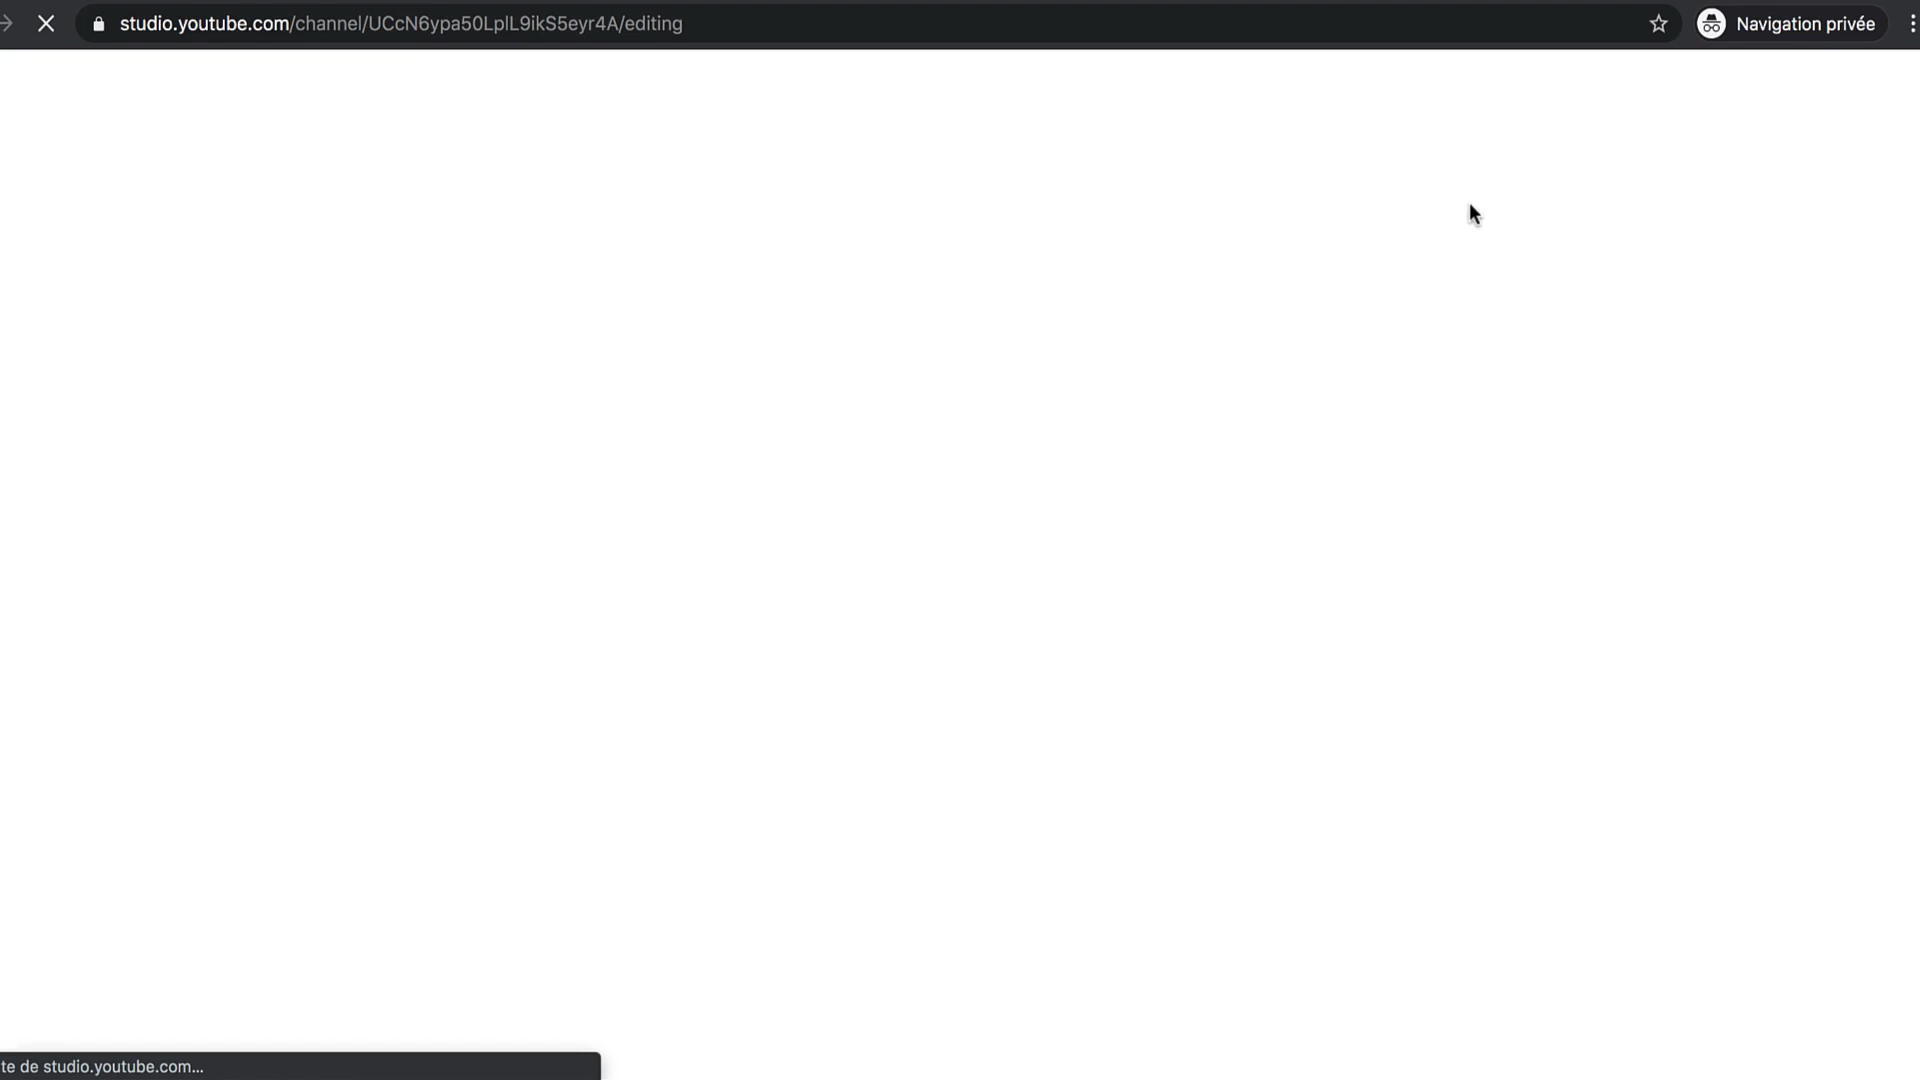 studio.youtube.com/channel/UCcN6ypa50LplL9ikS5eyr4A/editing
Navigation privée
te de studio.youtube.com...